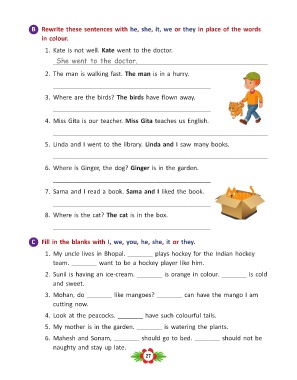 B Rewrite these sentences with he, she, it, we or they in place of the words
in colour.
1. Kate is not well. Kate went to the doctor.
She went to the doctor.
2. The man is walking fast. The man is in a hurry.
3. Where are the birds? The birds have flown away.
4. Miss Gita is our teacher. Miss Gita teaches us English.
5. Linda and I went to the library. Linda and I saw many books.
6. Where is Ginger, the dog? Ginger is in the garden.
7. Sama and I read a book. Sama and I liked the book.
8. Where is the cat? The cat is in the box.
C Fill in the blanks with I, we, you, he, she, it or they.
1. My uncle lives in Bhopal. _______ plays hockey for the Indian hockey
team. _______ want to be a hockey player like him.
2. Sunil is having an ice-cream. _______ is orange in colour. _______ is cold
and sweet.
3. Mohan, do _______ like mangoes? _______ can have the mango I am
cutting now.
4. Look at the peacocks. _______ have such colourful tails.
5. My mother is in the garden. _______ is watering the plants.
6. Mahesh and Sonam, _______ should go to bed. _______ should not be
naughty and stay up late.
27